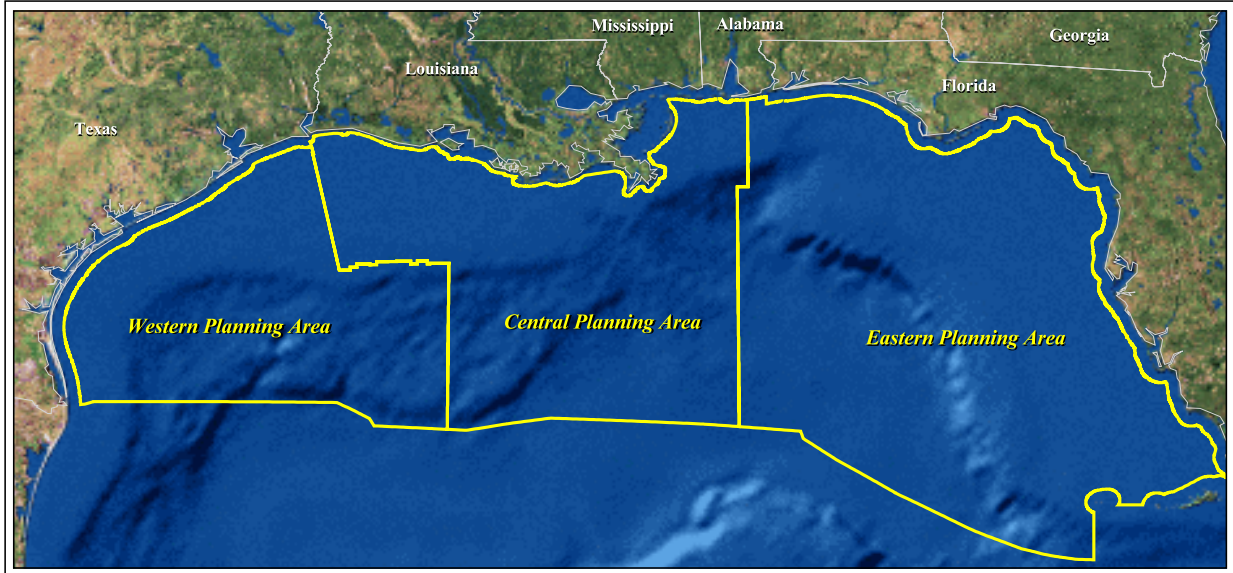 Mississippi
Alabama
Georgia
Louisiana
Florida
Texas
Western Planning Area
Central Planning Area
Eastern Planning Area